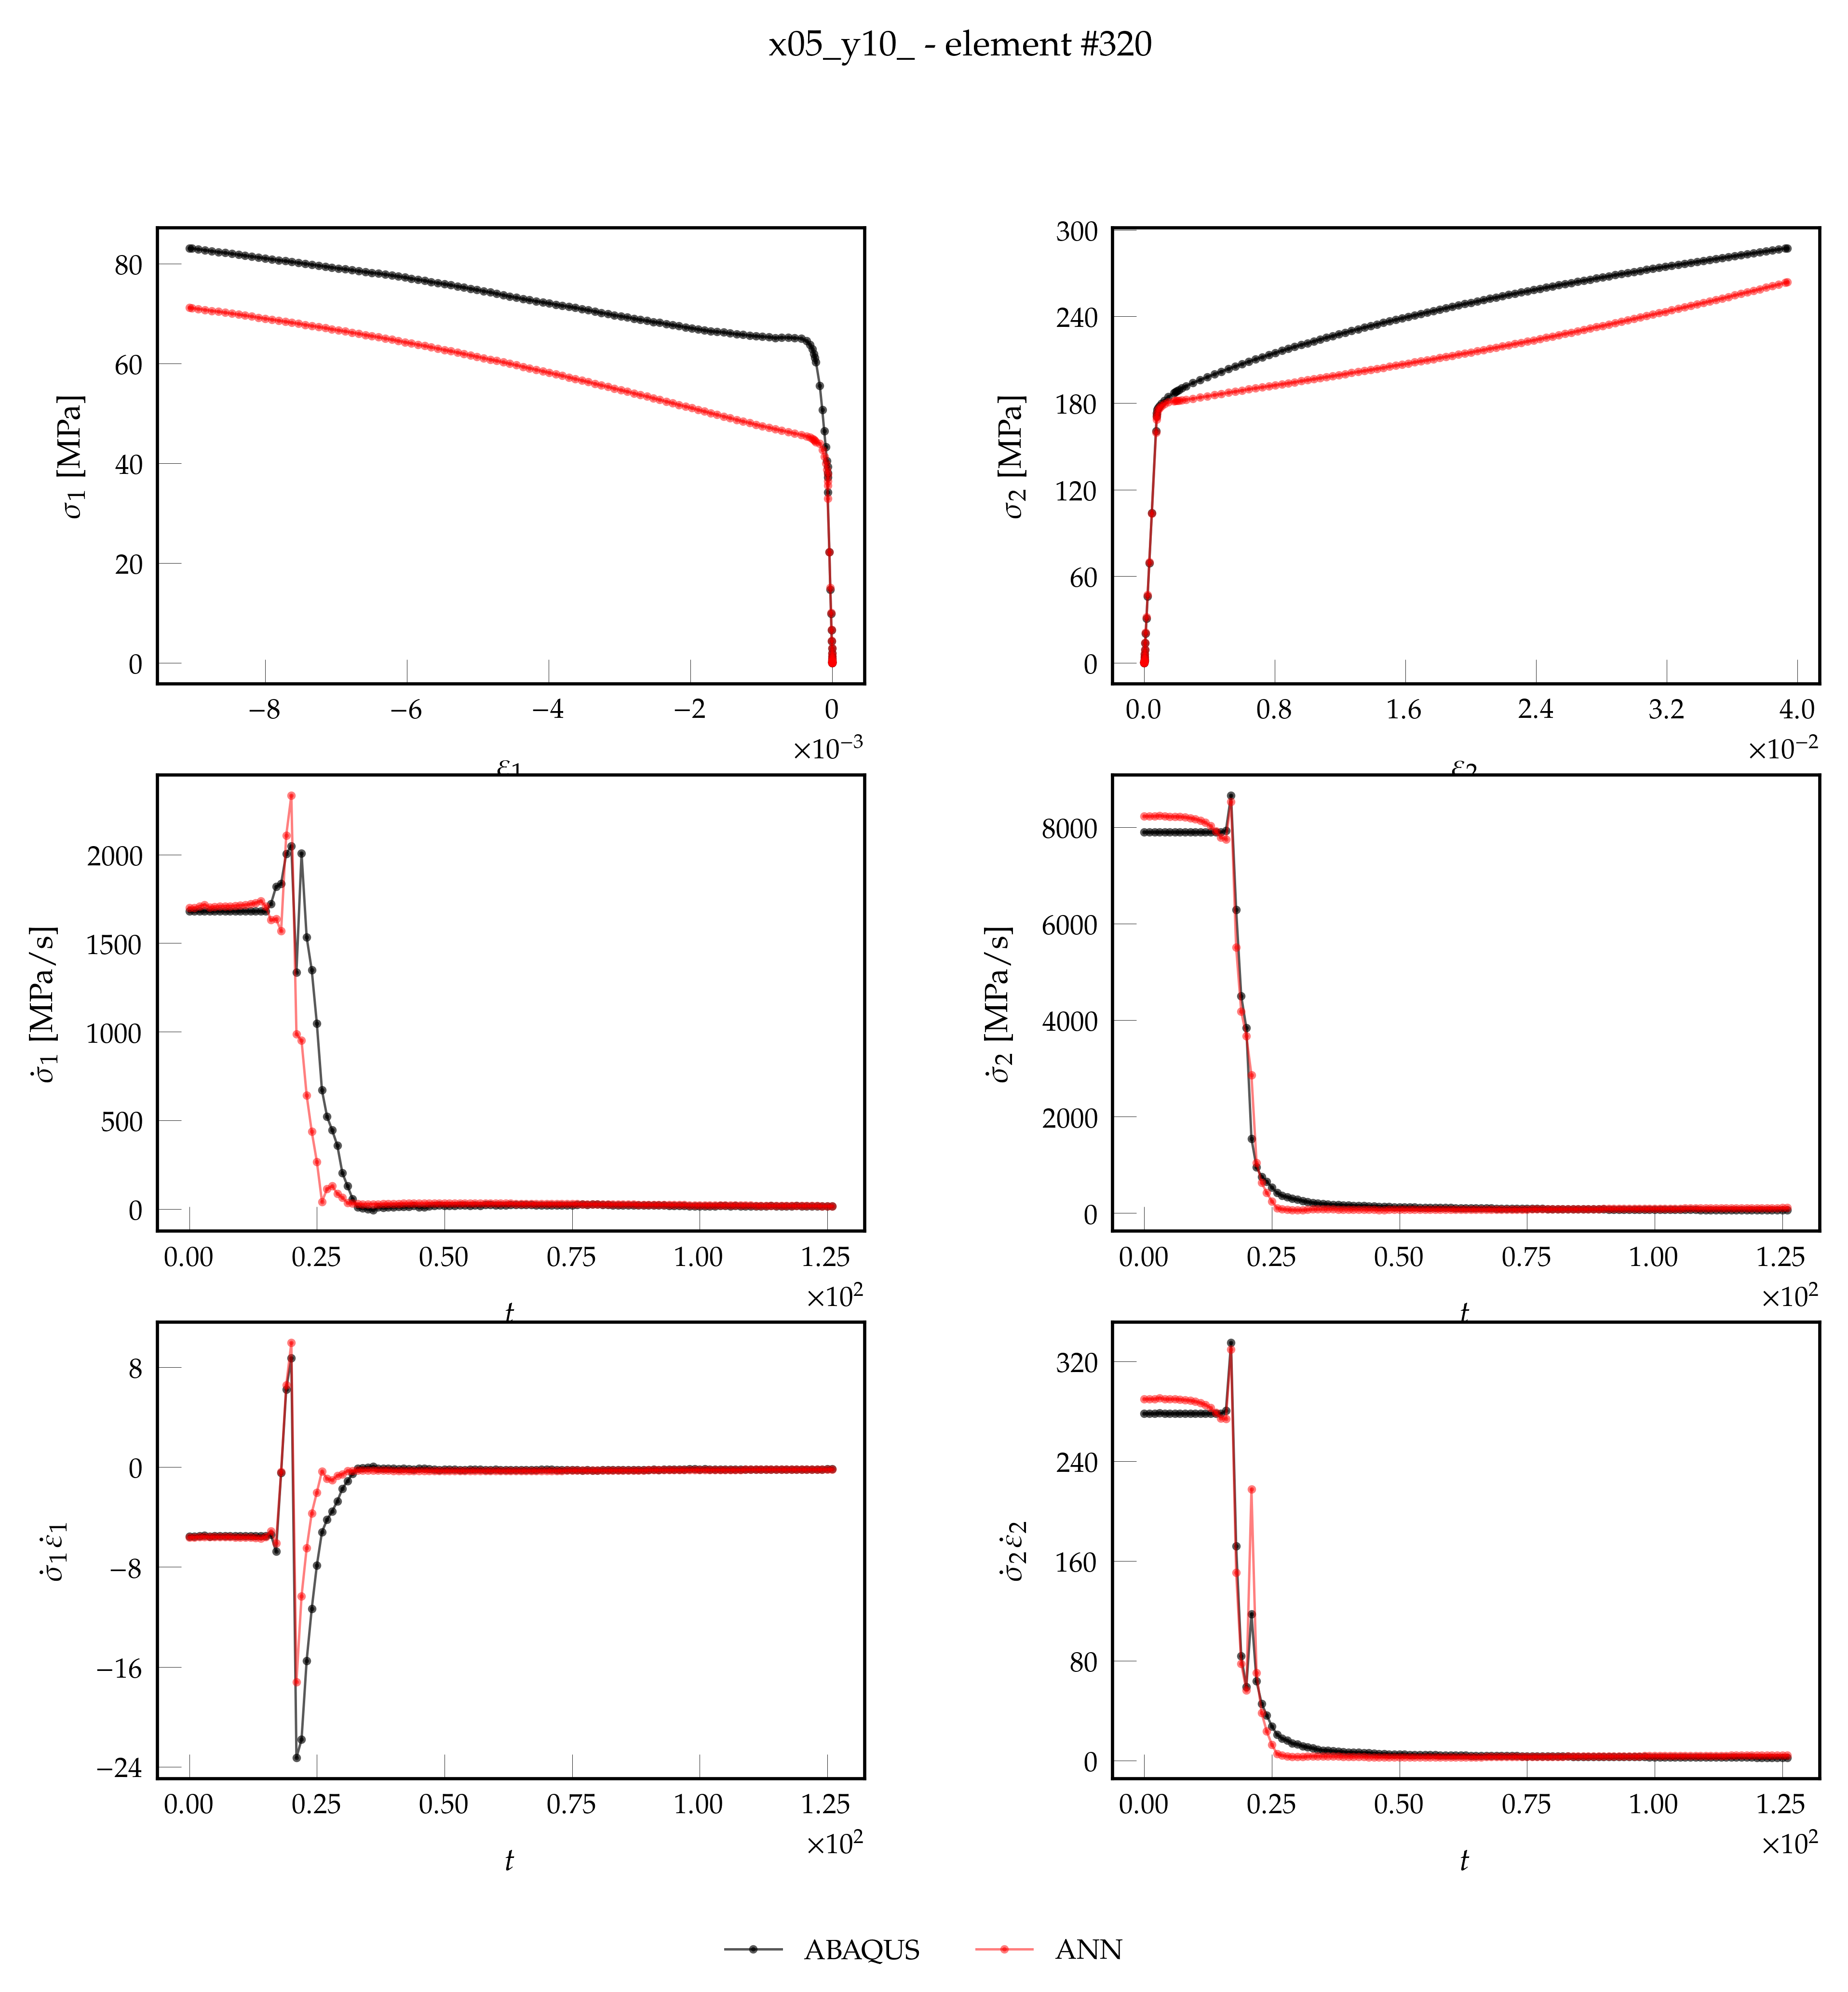 x05_y10_ - element #320
σ₁ [MPa]
80
60
40
20
0
−8 −6 −4 −2 0
×10⁻³
ε₁
σ₂ [MPa]
300
240
180
120
60
0
0.0 0.8 1.6 2.4 3.2 4.0
×10⁻²
ε₂
σ̇₁ [MPa/s]
2000
1500
1000
500
0
0.00 0.25 0.50 0.75 1.00 1.25
×10²
t
σ̇₂ [MPa/s]
8000
6000
4000
2000
0
0.00 0.25 0.50 0.75 1.00 1.25
×10²
t
σ̇₁ε̇₁
8
0
−8
−16
−24
0.00 0.25 0.50 0.75 1.00 1.25
×10²
t
σ̇₂ε̇₂
320
240
160
80
0
0.00 0.25 0.50 0.75 1.00 1.25
×10²
t
ABAQUS ANN